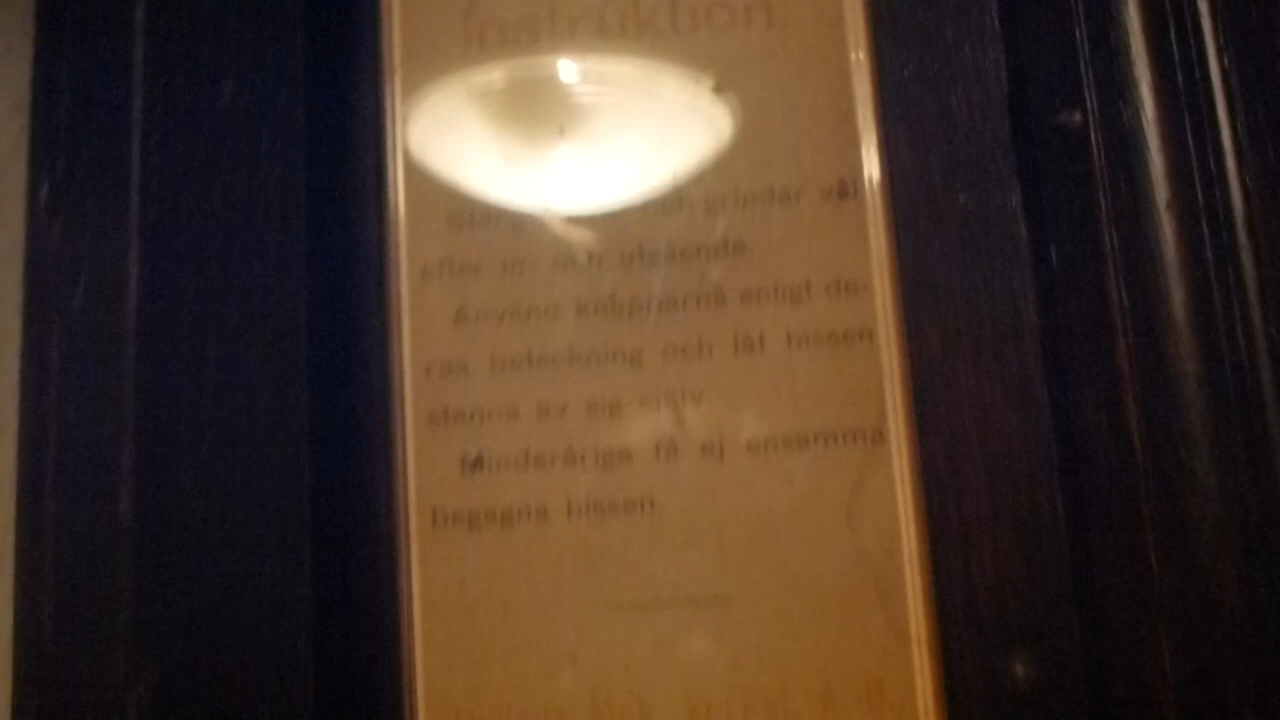 Instruktion
och grindar väl
efter in- och utgående.
Använd knapparna enligt de-
ras beteckning och låt hissen
stanna av sig själv.
Minderåriga få ej ensamma
begagna hissen.